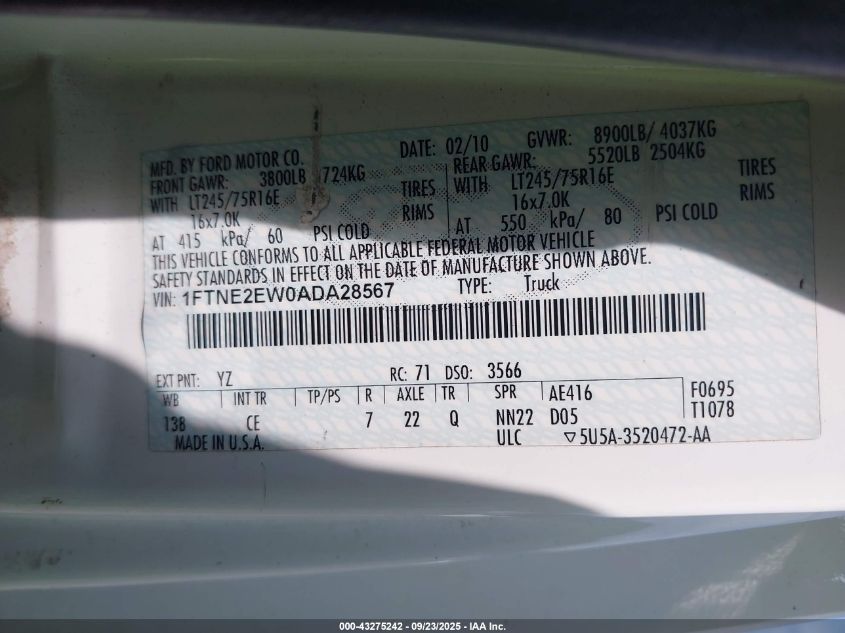 MFD. BY FORD MOTOR CO. DATE: 02/10 GVWR: 8900LB/ 4037KG
FRONT GAWR: 3800LB 724KG REAR GAWR: 5520LB 2504KG
WITH LT245/75R16E TIRES WITH LT245/75R16E TIRES
16x7.0K RIMS 16x7.0K RIMS
AT 415 kPa/ 60 PSI COLD AT 550 kPa/ 80 PSI COLD
THIS VEHICLE CONFORMS TO ALL APPLICABLE FEDERAL MOTOR VEHICLE
SAFETY STANDARDS IN EFFECT ON THE DATE OF MANUFACTURE SHOWN ABOVE.
VIN: 1FTNE2EW0ADA28567 TYPE: Truck
EXT PNT: YZ RC: 71 DSO: 3566
WB INT TR TP/PS R AXLE TR SPR AE416 F0695
138 CE 7 22 Q NN22 D05 T1078
MADE IN U.S.A. ULC ▽5U5A-3520472-AA
000-43275242 - 09/23/2025 - IAA Inc.